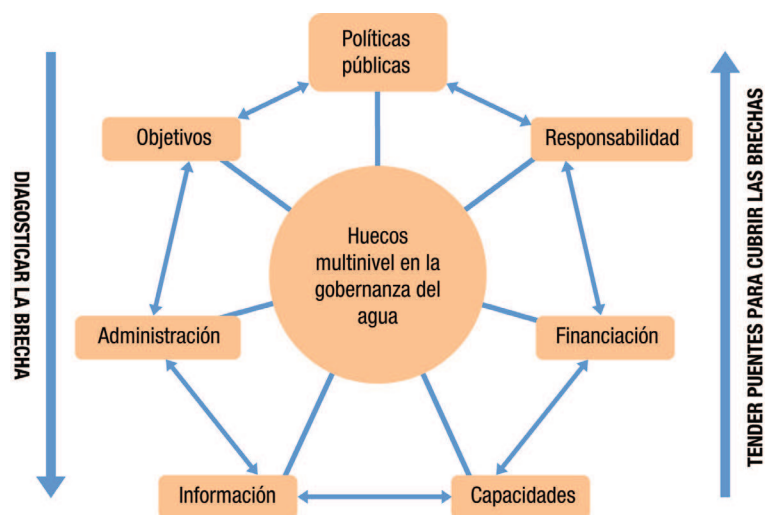 Políticas
públicas
Objetivos
Responsabilidad
DIAGOSTICAR LA BRECHA
TENDER PUENTES PARA CUBRIR LAS BRECHAS
Huecos
multinivel en la
gobernanza del
agua
Administración
Financiación
Información
Capacidades